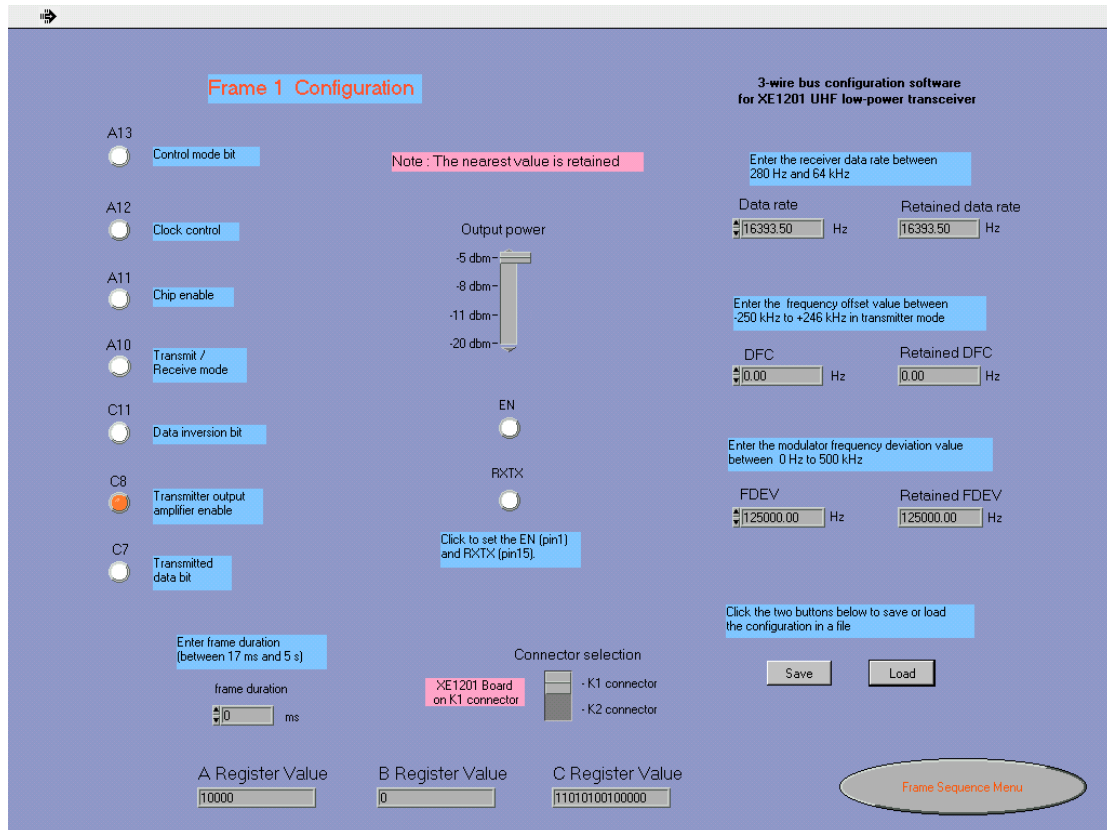 Frame 1 Configuration
3-wire bus configuration software
for XE1201 UHF low-power transceiver
A13
Control mode bit
A12
Clock control
A11
Chip enable
A10
Transmit /
Receive mode
C11
Data inversion bit
C8
Transmitter output
amplifier enable
C7
Transmitted
data bit
Note : The nearest value is retained
Output power
-5 dbm
-8 dbm
-11 dbm
-20 dbm
EN
RXTX
Click to set the EN (pin1)
and RXTX (pin15).
Enter the receiver data rate between
280 Hz and 64 kHz
Data rate
16393.50 Hz
Retained data rate
16393.50 Hz
Enter the frequency offset value between
-250 kHz to +246 kHz in transmitter mode
DFC
0.00 Hz
Retained DFC
0.00 Hz
Enter the modulator frequency deviation value
between 0 Hz to 500 kHz
FDEV
125000.00 Hz
Retained FDEV
125000.00 Hz
Click the two buttons below to save or load
the configuration in a file
Save
Load
Enter frame duration
(between 17 ms and 5 s)
frame duration
0 ms
Connector selection
XE1201 Board
on K1 connector
- K1 connector
- K2 connector
A Register Value
10000
B Register Value
0
C Register Value
11010100100000
Frame Sequence Menu